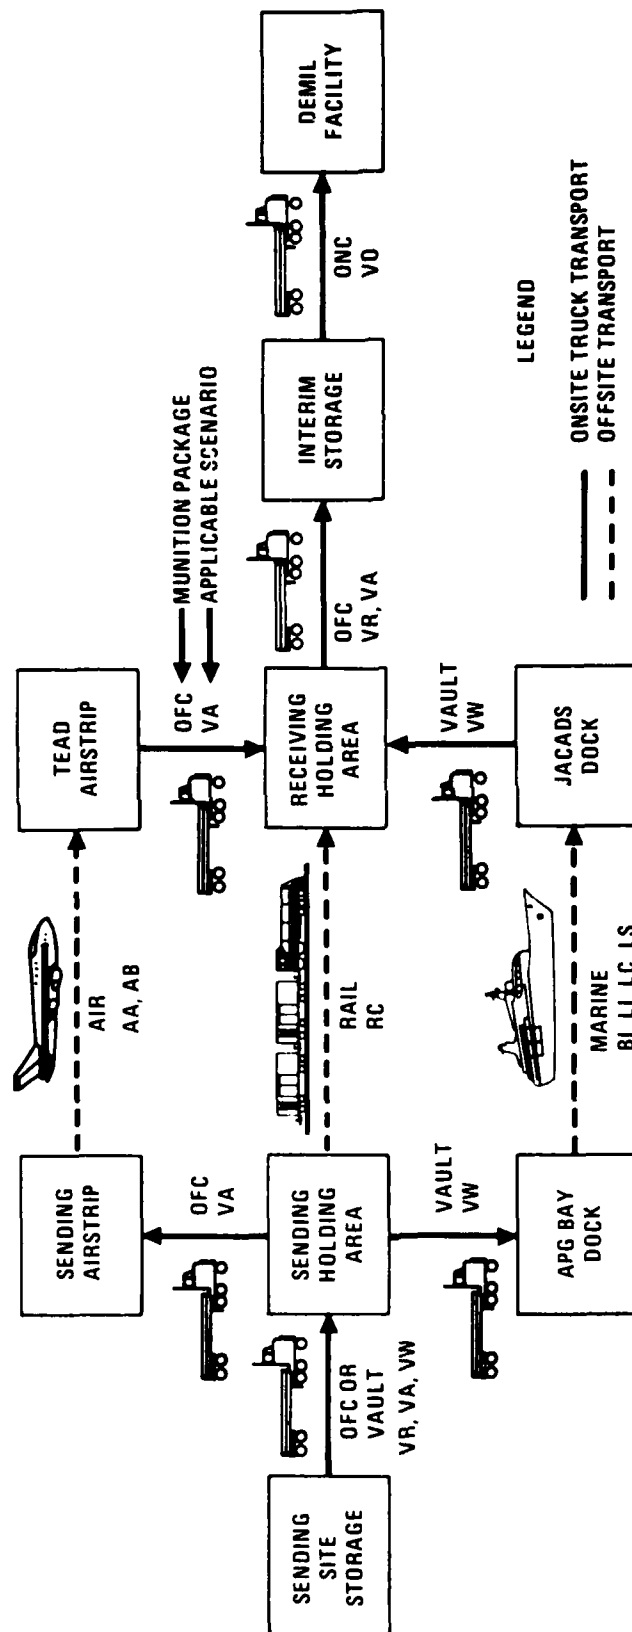 SENDING
AIRSTRIP
AIR
AA, AB
TEAD
AIRSTRIP
OFC
VA
OFC
VA
MUNITION PACKAGE
APPLICABLE SCENARIO
SENDING
SITE
STORAGE
OFC OR
VAULT
VR, VA, VW
SENDING
HOLDING
AREA
RAIL
RC
RECEIVING
HOLDING
AREA
OFC
VR, VA
INTERIM
STORAGE
ONC
VO
DEMIL
FACILITY
VAULT
VW
VAULT
VW
APG BAY
DOCK
MARINE
JACADS
DOCK
LEGEND
ONSITE TRUCK TRANSPORT
OFFSITE TRANSPORT